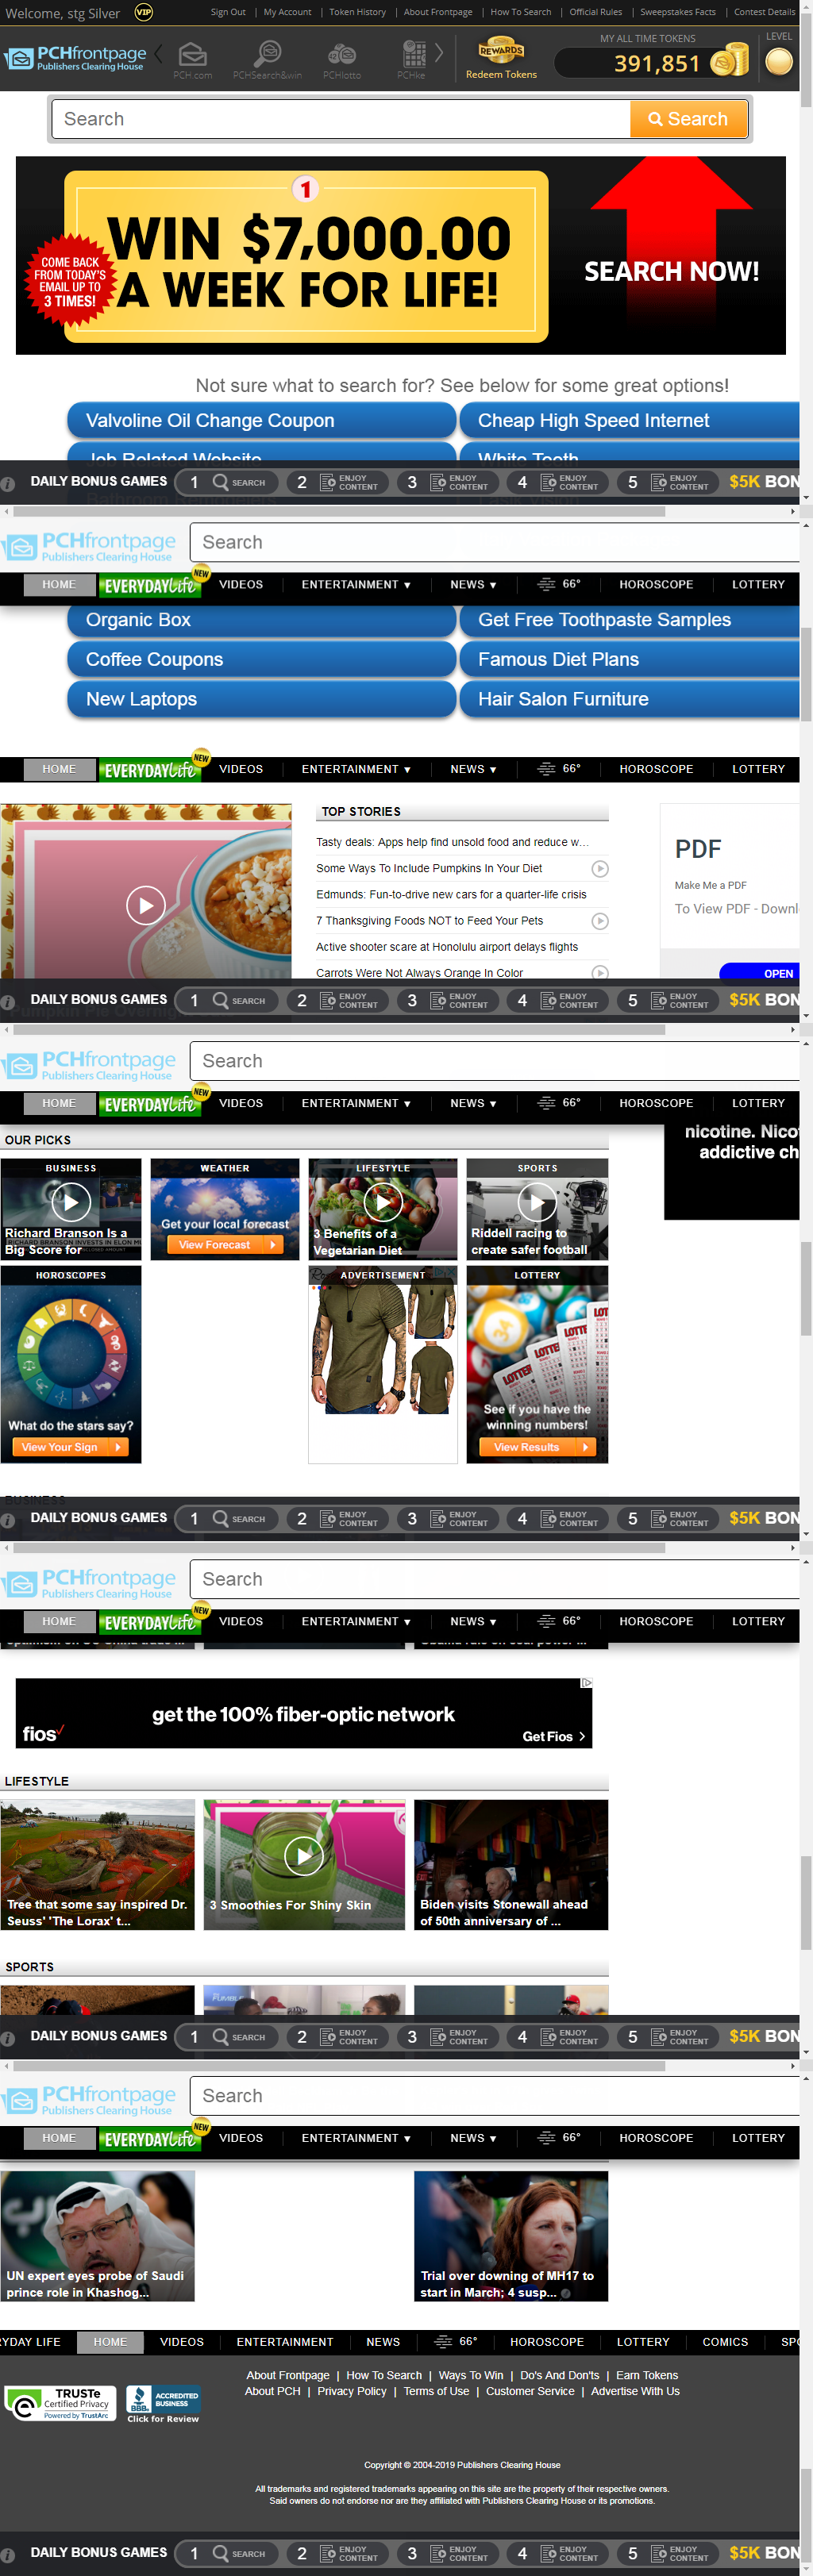 Welcome, stg Silver VIP Sign Out | My Account | Token History | About Frontpage | How To Search | Official Rules | Sweepstakes Facts | Contest Details
PCHfrontpage
Publishers Clearing House
PCH.com PCHSearch&win PCHlotto PCHke
REWARDS
Redeem Tokens
MY ALL TIME TOKENS
391,851
LEVEL
Search Search
1
WIN $7,000.00
A WEEK FOR LIFE!
COME BACK
FROM TODAY'S
EMAIL UP TO
3 TIMES!
SEARCH NOW!
Not sure what to search for? See below for some great options!
Valvoline Oil Change Coupon Cheap High Speed Internet
Job Related Website White Teeth
DAILY BONUS GAMES 1 SEARCH 2 ENJOY CONTENT 3 ENJOY CONTENT 4 ENJOY CONTENT 5 ENJOY CONTENT $5K BON
PCHfrontpage
Publishers Clearing House
Search
HOME EVERYDAY Life NEW VIDEOS ENTERTAINMENT ▼ NEWS ▼ 66° HOROSCOPE LOTTERY
Organic Box Get Free Toothpaste Samples
Coffee Coupons Famous Diet Plans
New Laptops Hair Salon Furniture
HOME EVERYDAY Life NEW VIDEOS ENTERTAINMENT ▼ NEWS ▼ 66° HOROSCOPE LOTTERY
TOP STORIES
Tasty deals: Apps help find unsold food and reduce w...
Some Ways To Include Pumpkins In Your Diet
Edmunds: Fun-to-drive new cars for a quarter-life crisis
7 Thanksgiving Foods NOT to Feed Your Pets
Active shooter scare at Honolulu airport delays flights
Carrots Were Not Always Orange In Color
PDF
Make Me a PDF
To View PDF - Downl
OPEN
DAILY BONUS GAMES 1 SEARCH 2 ENJOY CONTENT 3 ENJOY CONTENT 4 ENJOY CONTENT 5 ENJOY CONTENT $5K BON
PCHfrontpage
Publishers Clearing House
Search
HOME EVERYDAY Life NEW VIDEOS ENTERTAINMENT ▼ NEWS ▼ 66° HOROSCOPE LOTTERY
OUR PICKS
nicotine. Nico
addictive ch
BUSINESS
Richard Branson Is a
Big Score for
WEATHER
Get your local forecast
View Forecast
LIFESTYLE
3 Benefits of a
Vegetarian Diet
SPORTS
Riddell racing to
create safer football
HOROSCOPES
What do the stars say?
View Your Sign
ADVERTISEMENT
LOTTERY
See if you have the
winning numbers!
View Results
BUSINESS
DAILY BONUS GAMES 1 SEARCH 2 ENJOY CONTENT 3 ENJOY CONTENT 4 ENJOY CONTENT 5 ENJOY CONTENT $5K BON
PCHfrontpage
Publishers Clearing House
Search
HOME EVERYDAY Life NEW VIDEOS ENTERTAINMENT ▼ NEWS ▼ 66° HOROSCOPE LOTTERY
get the 100% fiber-optic network
fios Get Fios >
LIFESTYLE
Tree that some say inspired Dr.
Seuss' 'The Lorax' t...
3 Smoothies For Shiny Skin
Biden visits Stonewall ahead
of 50th anniversary of ...
SPORTS
DAILY BONUS GAMES 1 SEARCH 2 ENJOY CONTENT 3 ENJOY CONTENT 4 ENJOY CONTENT 5 ENJOY CONTENT $5K BON
PCHfrontpage
Publishers Clearing House
Search
HOME EVERYDAY Life NEW VIDEOS ENTERTAINMENT ▼ NEWS ▼ 66° HOROSCOPE LOTTERY
UN expert eyes probe of Saudi
prince role in Khashog...
Trial over downing of MH17 to
start in March; 4 susp...
RYDAY LIFE HOME VIDEOS ENTERTAINMENT NEWS 66° HOROSCOPE LOTTERY COMICS SPO
About Frontpage | How To Search | Ways To Win | Do's And Don'ts | Earn Tokens
About PCH | Privacy Policy | Terms of Use | Customer Service | Advertise With Us
TRUSTe
Certified Privacy
Powered by TrustArc
BBB ACCREDITED BUSINESS
Click for Review
Copyright © 2004-2019 Publishers Clearing House
All trademarks and registered trademarks appearing on this site are the property of their respective owners.
Said owners do not endorse nor are they affiliated with Publishers Clearing House or its promotions.
DAILY BONUS GAMES 1 SEARCH 2 ENJOY CONTENT 3 ENJOY CONTENT 4 ENJOY CONTENT 5 ENJOY CONTENT $5K BON